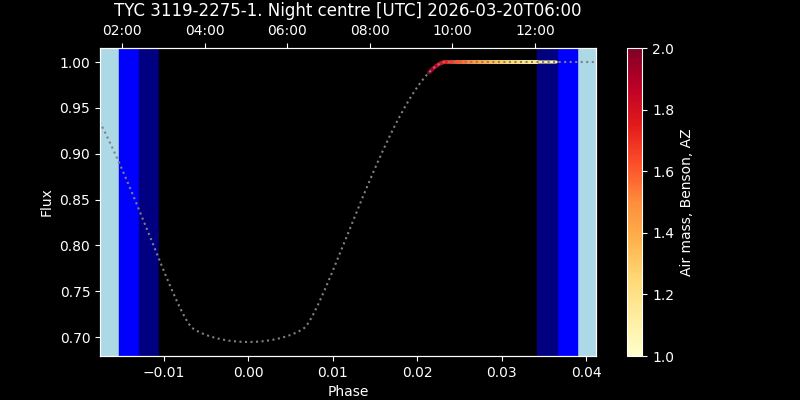 TYC 3119-2275-1. Night centre [UTC] 2026-03-20T06:00
02:00 04:00 06:00 08:00 10:00 12:00
1.00
0.95
0.90
0.85
0.80
0.75
0.70
Flux
−0.01 0.00 0.01 0.02 0.03 0.04
Phase
2.0
1.8
1.6
1.4
1.2
1.0
Air mass, Benson, AZ